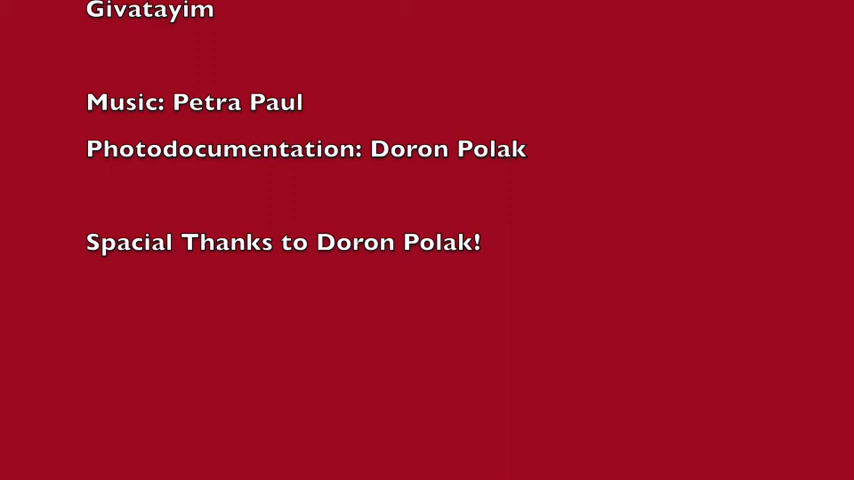 Givatayim
Music: Petra Paul
Photodocumentation: Doron Polak
Spacial Thanks to Doron Polak!